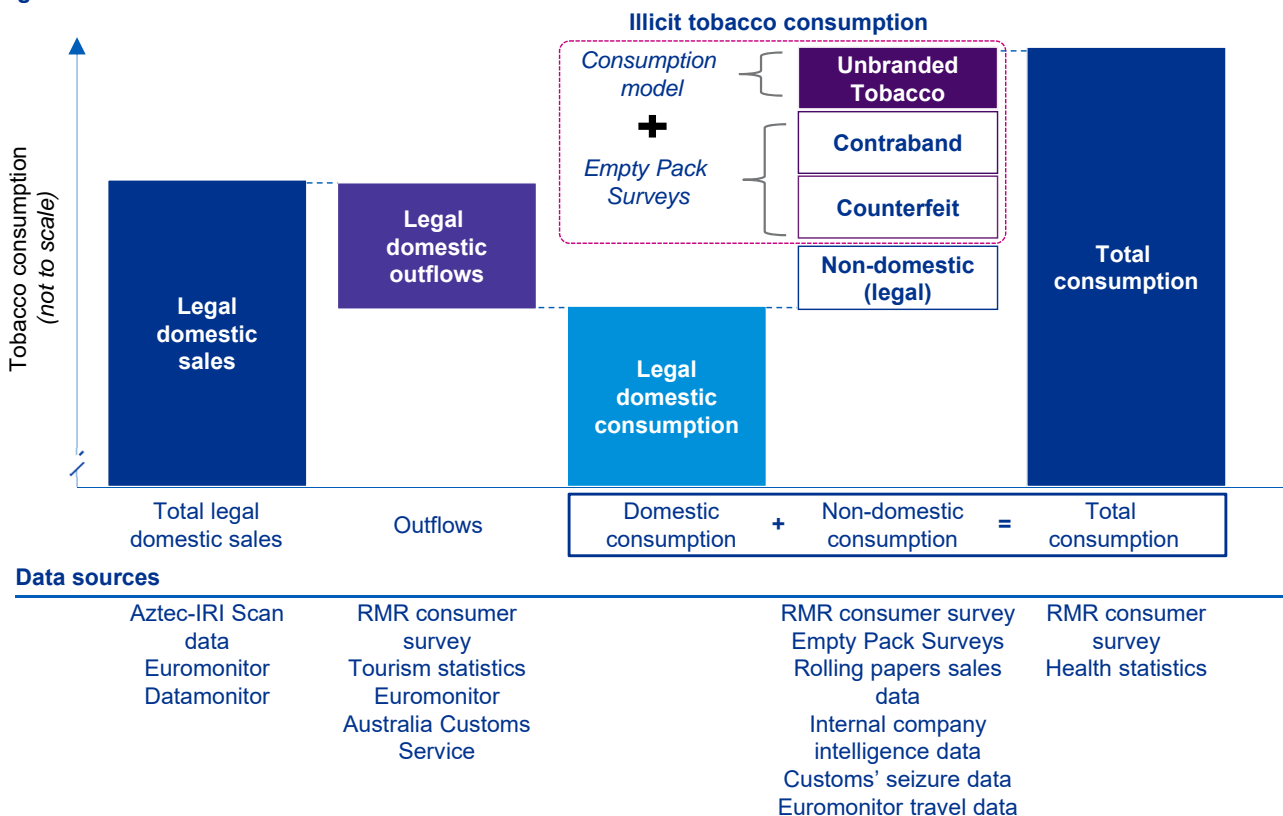 Illicit tobacco consumption
Tobacco consumption
(not to scale)
Consumption
model
+
Empty Pack
Surveys
Unbranded
Tobacco
Contraband
Counterfeit
Non-domestic
(legal)
Legal
domestic
sales
Legal
domestic
outflows
Legal
domestic
consumption
Total
consumption
Total legal
domestic sales
Outflows
Domestic
consumption
+
Non-domestic
consumption
=
Total
consumption
Data sources
Aztec-IRI Scan
data
Euromonitor
Datamonitor
RMR consumer
survey
Tourism statistics
Euromonitor
Australia Customs
Service
RMR consumer survey
Empty Pack Surveys
Rolling papers sales
data
Internal company
intelligence data
Customs’ seizure data
Euromonitor travel data
RMR consumer
survey
Health statistics